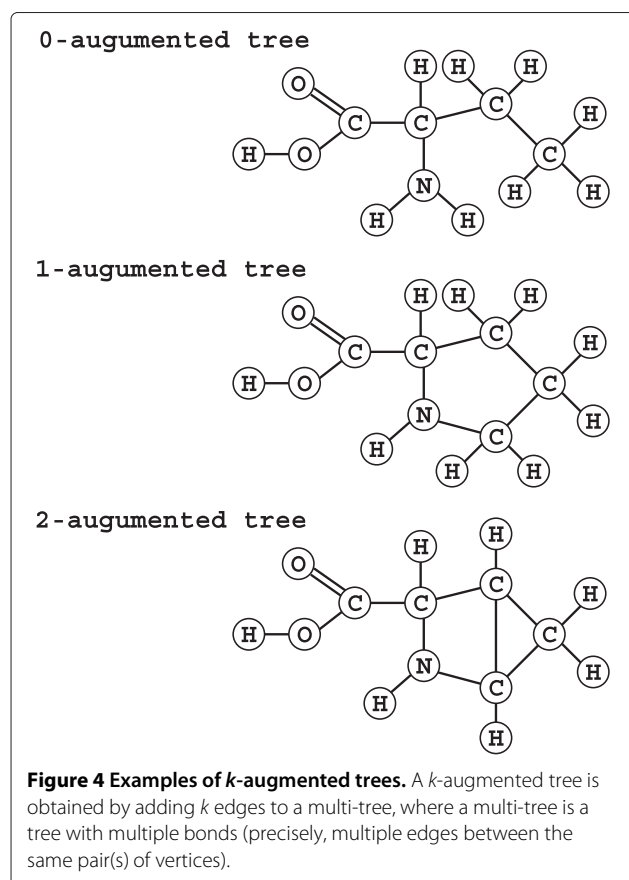 0-augumented tree
H H H
O C C C H
H O N C
H H H H
1-augumented tree
H H H
O C C C H
H O C
N H
H C
H H
2-augumented tree
H
H
O C H
C C C
H O
N H
H C
H
Figure 4 Examples of k-augmented trees. A k-augmented tree is
obtained by adding k edges to a multi-tree, where a multi-tree is a
tree with multiple bonds (precisely, multiple edges between the
same pair(s) of vertices).